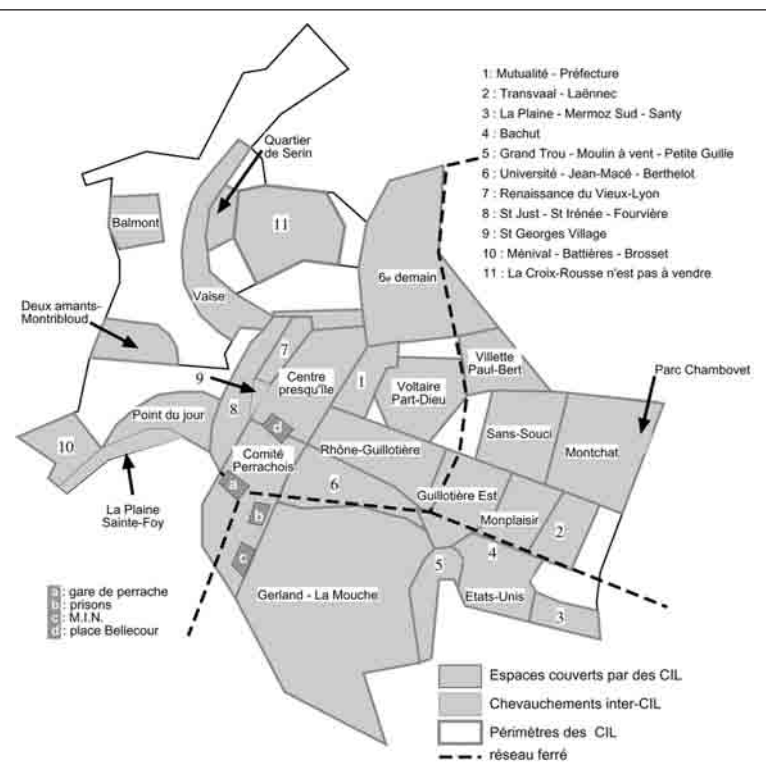 1: Mutualité - Préfecture
2 : Transvaal - Laënnec
3 : La Plaine - Mermoz Sud - Santy
4 : Bachut
5 : Grand Trou - Moulin à vent - Petite Guille
6 : Université - Jean-Macé - Berthelot
7 : Renaissance du Vieux-Lyon
8 : St Just - St Irénée - Fourvière
9 : St Georges Village
10 : Ménival - Battières - Brosset
11 : La Croix-Rousse n'est pas à vendre
Quartier
de Serin
Balmont
11
6e demain
Vaise
Deux amants-
Montribloud
7
Villette
Paul-Bert
Parc Chambovet
9
Centre
presqu'île
1
Voltaire
Part-Dieu
8
Point du jour
10
d
Sans-Souci
Montchat
Rhône-Guillotière
Comité
Perrachois
La Plaine
Sainte-Foy
a
6
Guillotière Est
b
Monplaisir
2
4
c
5
Gerland - La Mouche
Etats-Unis
3
a : gare de perrache
b : prisons
c : M.I.N.
d : place Bellecour
Espaces couverts par des CIL
Chevauchements inter-CIL
Périmètres des CIL
réseau ferré